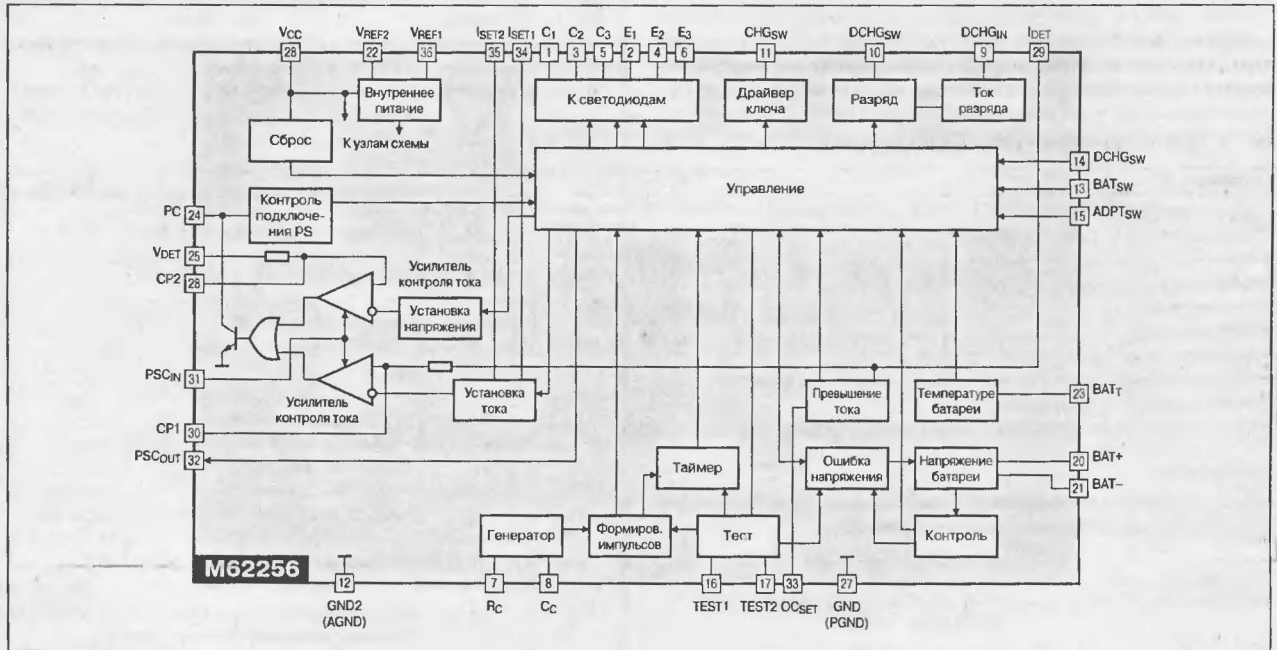 VCC VREF2 VREF1 ISET2 ISET1 C1 C2 C3 E1 E2 E3 CHGSW DCHGSW DCHGIN IDET
28 22 35 35 34 1 3 5 2 4 6 11 10 9 29
Внутреннее питание
К светодиодам
Драйвер ключа
Разряд
Ток разряда
Сброс
К узлам схемы
Управление
14 DCHGSW
13 BATSW
15 ADPTSW
PC 24
Контроль подключе-
ния PS
VDET 25
CP2 28
Усилитель
контроля тока
Установка
напряжения
PSCIN 31
Усилитель
контроля тока
Установка
тока
Превышение
тока
Температуре
батареи
23 BATT
CP1 30
PSCOUT 32
Таймер
Ошибка
напряжения
Напряжение
батареи
20 BAT+
21 BAT–
Генератор
Формиров.
импульсов
Тест
Контроль
M62256
12 7 8 16 17 33 27
GND2
(AGND)
RC CC TEST1 TEST2 OCSET GND
(PGND)